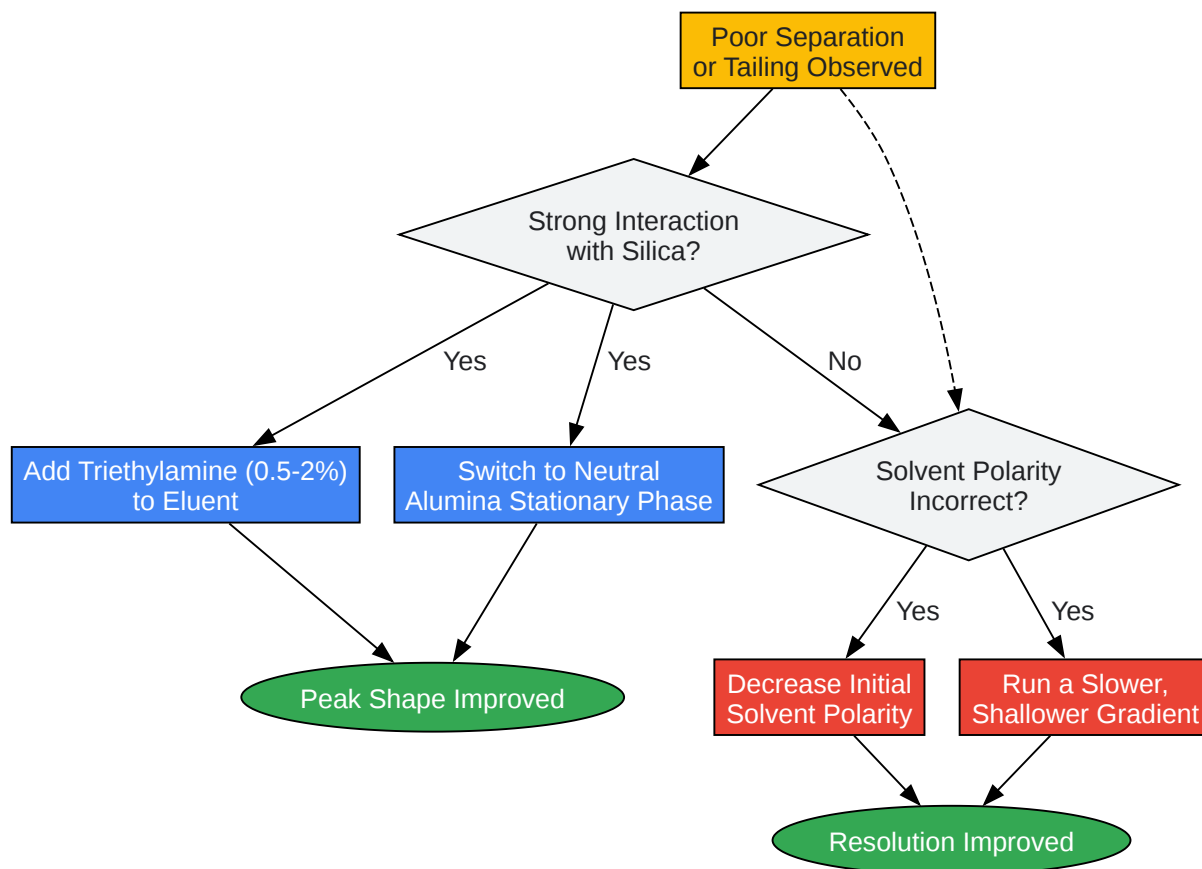 Poor Separation
or Tailing Observed
Strong Interaction
with Silica?
Yes
Yes
No
Add Triethylamine (0.5-2%)
to Eluent
Switch to Neutral
Alumina Stationary Phase
Solvent Polarity
Incorrect?
Yes
Yes
Peak Shape Improved
Decrease Initial
Solvent Polarity
Run a Slower,
Shallower Gradient
Resolution Improved